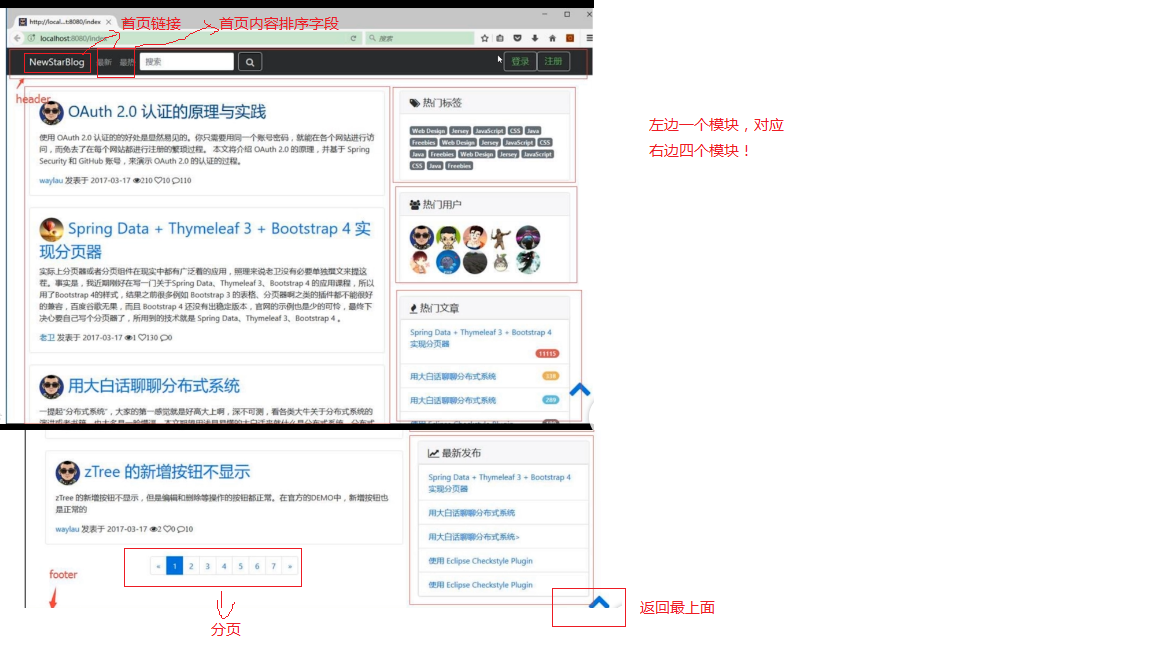 http://local...t:8080/index
首页链接
首页内容排序字段
localhost:8080/index
搜索
NewStarBlog
最新
最热
搜索
登录
注册
header
OAuth 2.0 认证的原理与实践
使用 OAuth 2.0 认证的的好处是显然易见的。你只需要用同一个账号密码，就能在各个网站进行访
问，而免去了在每个网站都进行注册的繁琐过程。 本文将介绍 OAuth 2.0 的原理，并基于 Spring
Security 和 GitHub 账号，来演示 OAuth 2.0 的认证的过程。
waylau 发表于 2017-03-17 210 10 110
Spring Data + Thymeleaf 3 + Bootstrap 4 实
现分页器
实际上分页器或者分页组件在现实中都有广泛着的应用，照理来说老卫没有必要单独撰文来提这
茬。事实是，我近期刚好在写一门关于Spring Data、Thymeleaf 3、Bootstrap 4 的应用课程，所以
用了Bootstrap 4的样式，结果之前很多例如 Bootstrap 3 的表格、分页器啊之类的插件都不能很好
的兼容，百度谷歌无果，而且 Bootstrap 4 还没有出稳定版本，官网的示例也是少的可怜，最终下
决心要自己写个分页器了，所用到的技术就是 Spring Data、Thymeleaf 3、Bootstrap 4 。
老卫 发表于 2017-03-17 1 130 0
用大白话聊聊分布式系统
一提起“分布式系统”，大家的第一感觉就是好高大上啊，深不可测，看各类大牛关于分布式系统的
热门标签
Web Design Jersey JavaScript CSS Java
Freebies Web Design Jersey JavaScript CSS
Java Freebies Web Design Jersey JavaScript
CSS Java Freebies
热门用户
热门文章
Spring Data + Thymeleaf 3 + Bootstrap 4
实现分页器
11115
用大白话聊聊分布式系统
用大白话聊聊分布式系统
使用 Eclipse Checkstyle Plugin
左边一个模块，对应
右边四个模块！
zTree 的新增按钮不显示
zTree 的新增按钮不显示，但是编辑和删除等操作的按钮都正常。在官方的DEMO中，新增按钮也
是正常的
waylau 发表于 2017-03-17 2 0 10
« 1 2 3 4 5 6 7 »
footer
分页
最新发布
Spring Data + Thymeleaf 3 + Bootstrap 4
实现分页器
用大白话聊聊分布式系统
用大白话聊聊分布式系统>
使用 Eclipse Checkstyle Plugin
使用 Eclipse Checkstyle Plugin
返回最上面